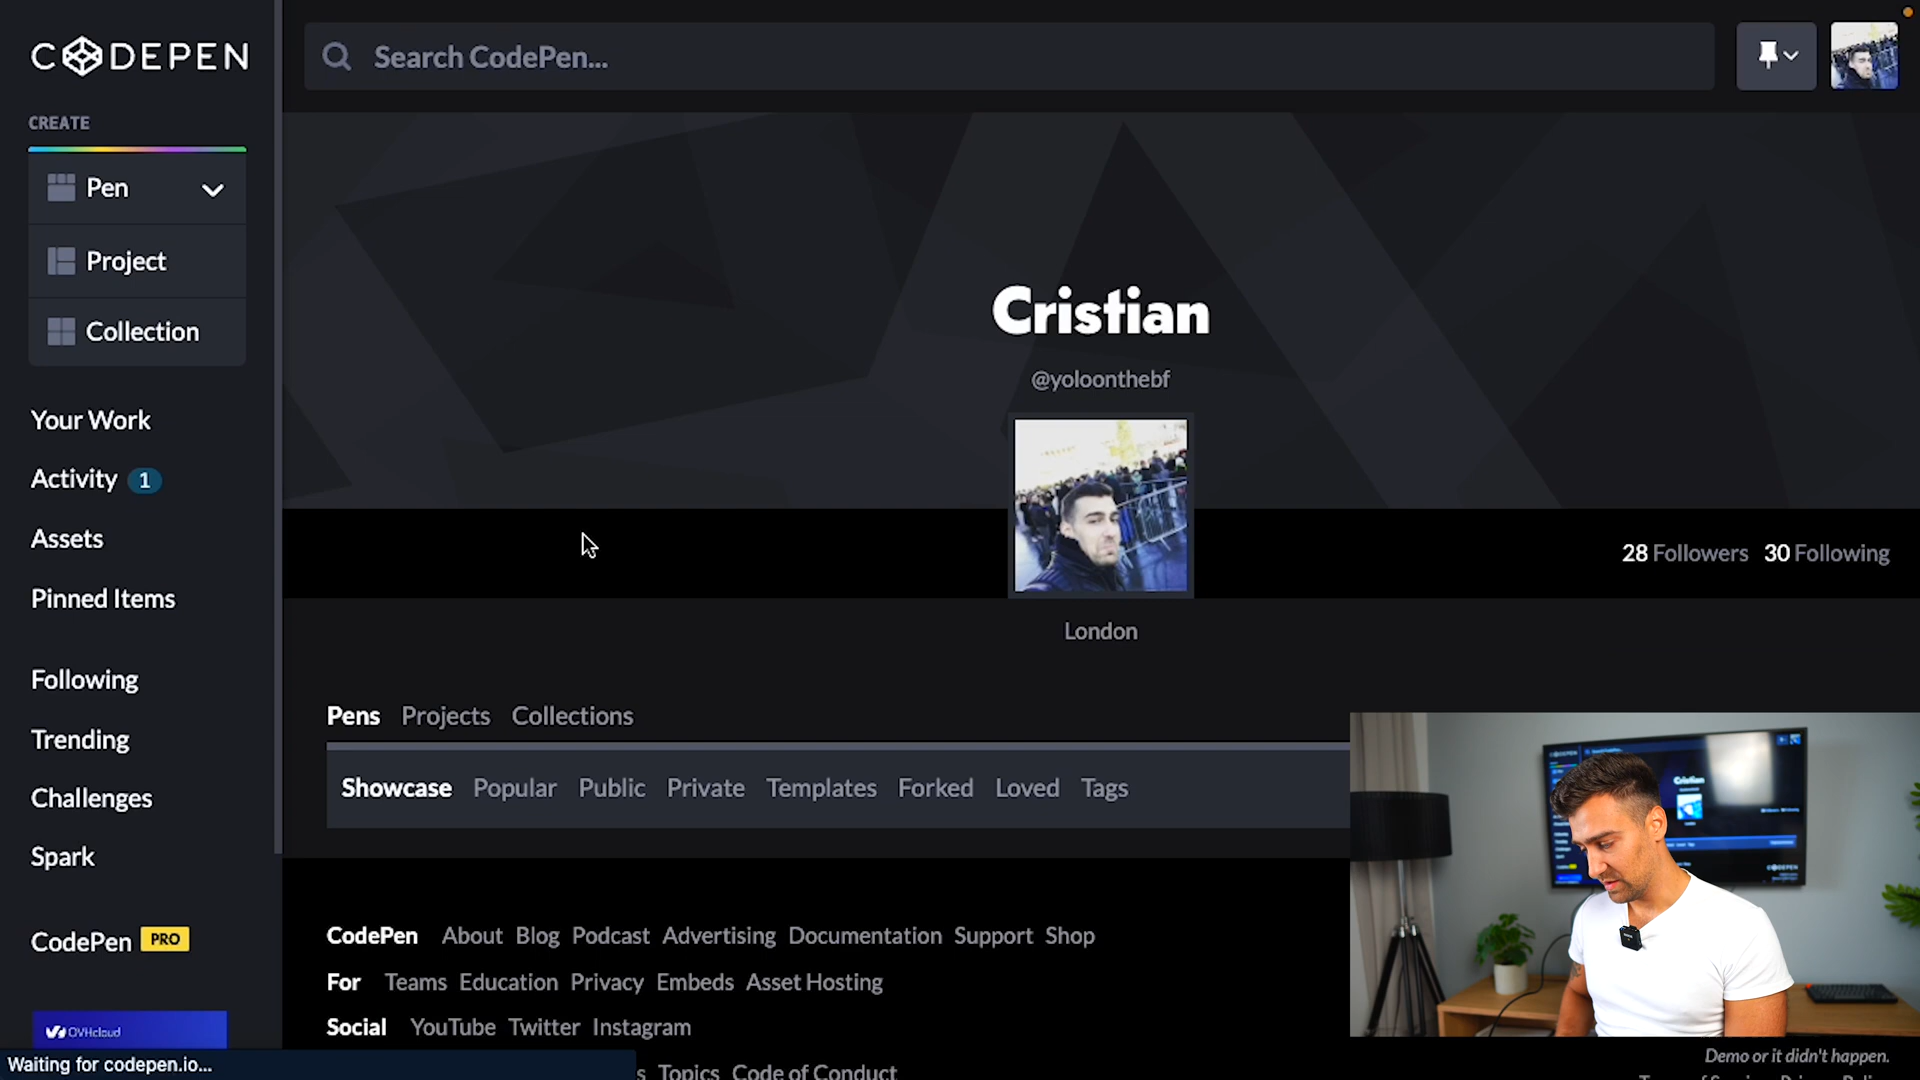 CODEPEN
Search CodePen...
CREATE
Pen
Project
Collection
Your Work
Activity 1
Assets
Pinned Items
Following
Trending
Challenges
Spark
CodePen PRO
OVHcloud
Waiting for codepen.io...
Cristian
@yoloonthebf
28 Followers 30 Following
London
Pens Projects Collections
Showcase Popular Public Private Templates Forked Loved Tags
CodePen About Blog Podcast Advertising Documentation Support Shop
For Teams Education Privacy Embeds Asset Hosting
Social YouTube Twitter Instagram
Topics Code of Conduct
Demo or it didn't happen.